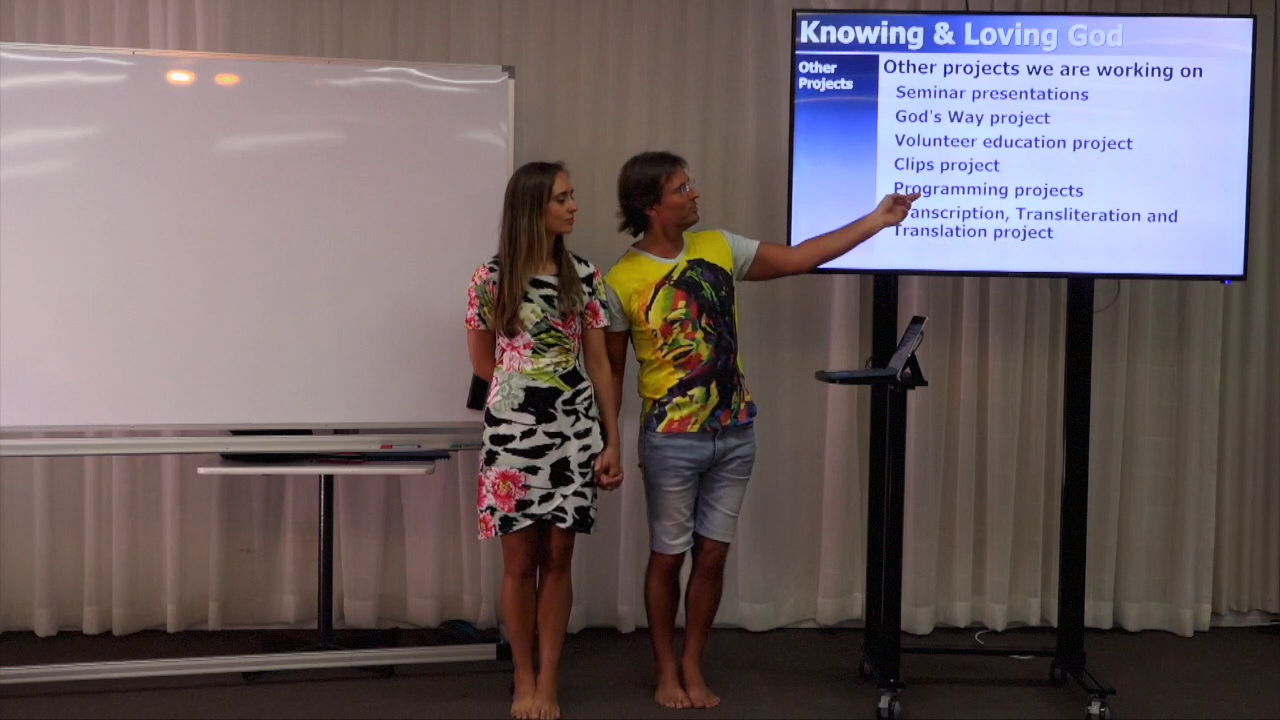 Knowing & Loving God
Other
Projects
Other projects we are working on
Seminar presentations
God's Way project
Volunteer education project
Clips project
Programming projects
Transcription, Transliteration and
Translation project